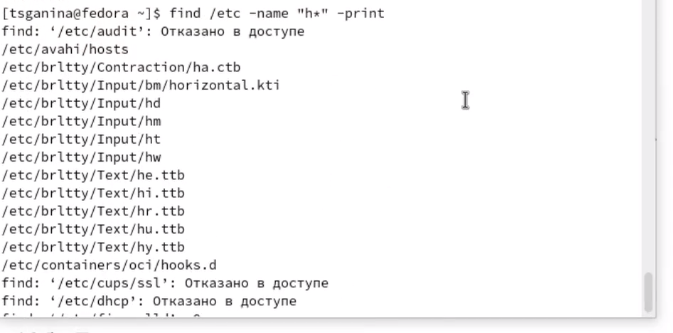 [tsganina@fedora ~]$ find /etc -name "h*" -print
find: ‘/etc/audit’: Отказано в доступе
/etc/avahi/hosts
/etc/brltty/Contraction/ha.ctb
/etc/brltty/Input/bm/horizontal.kti
/etc/brltty/Input/hd
/etc/brltty/Input/hm
/etc/brltty/Input/ht
/etc/brltty/Input/hw
/etc/brltty/Text/he.ttb
/etc/brltty/Text/hi.ttb
/etc/brltty/Text/hr.ttb
/etc/brltty/Text/hu.ttb
/etc/brltty/Text/hy.ttb
/etc/containers/oci/hooks.d
find: ‘/etc/cups/ssl’: Отказано в доступе
find: ‘/etc/dhcp’: Отказано в доступе